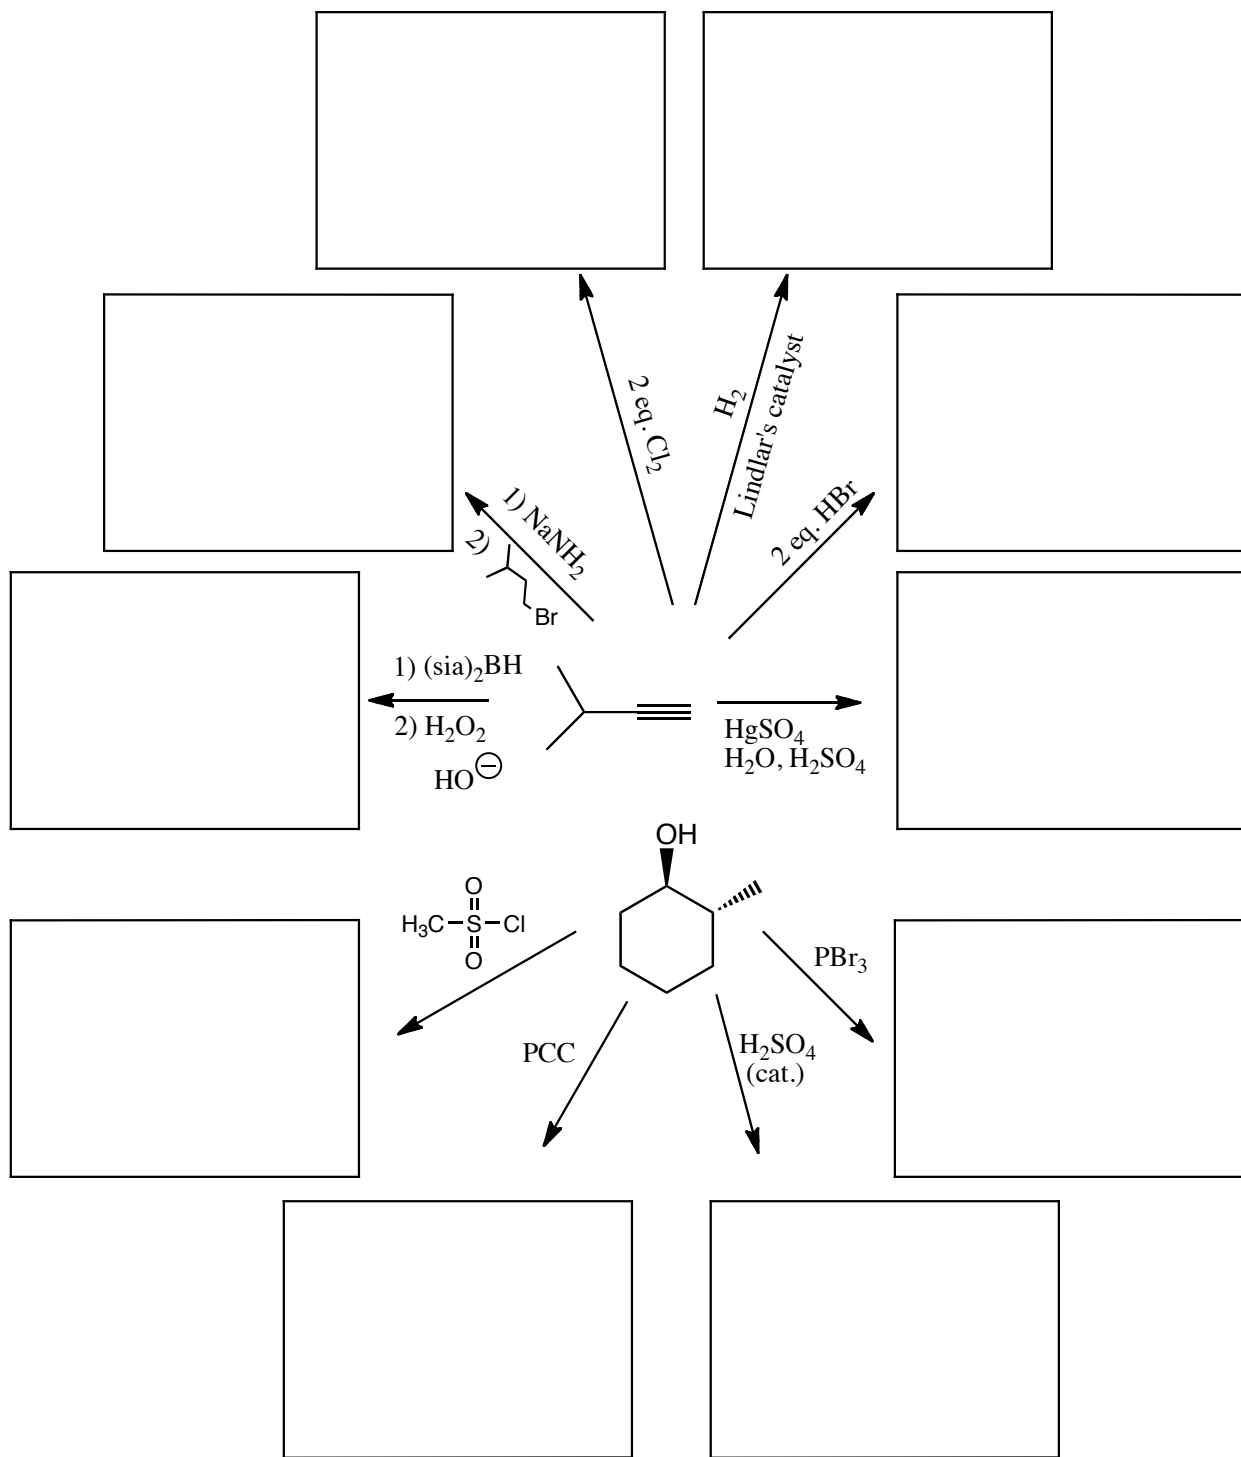 2 eq. Cl2
H2
Lindlar's catalyst
2 eq. HBr
1) NaNH2
2)
Br
1) (sia)2BH
2) H2O2
HO⊖
HgSO4
H2O, H2SO4
OH
O
H3C S Cl
O
PBr3
PCC
H2SO4
(cat.)